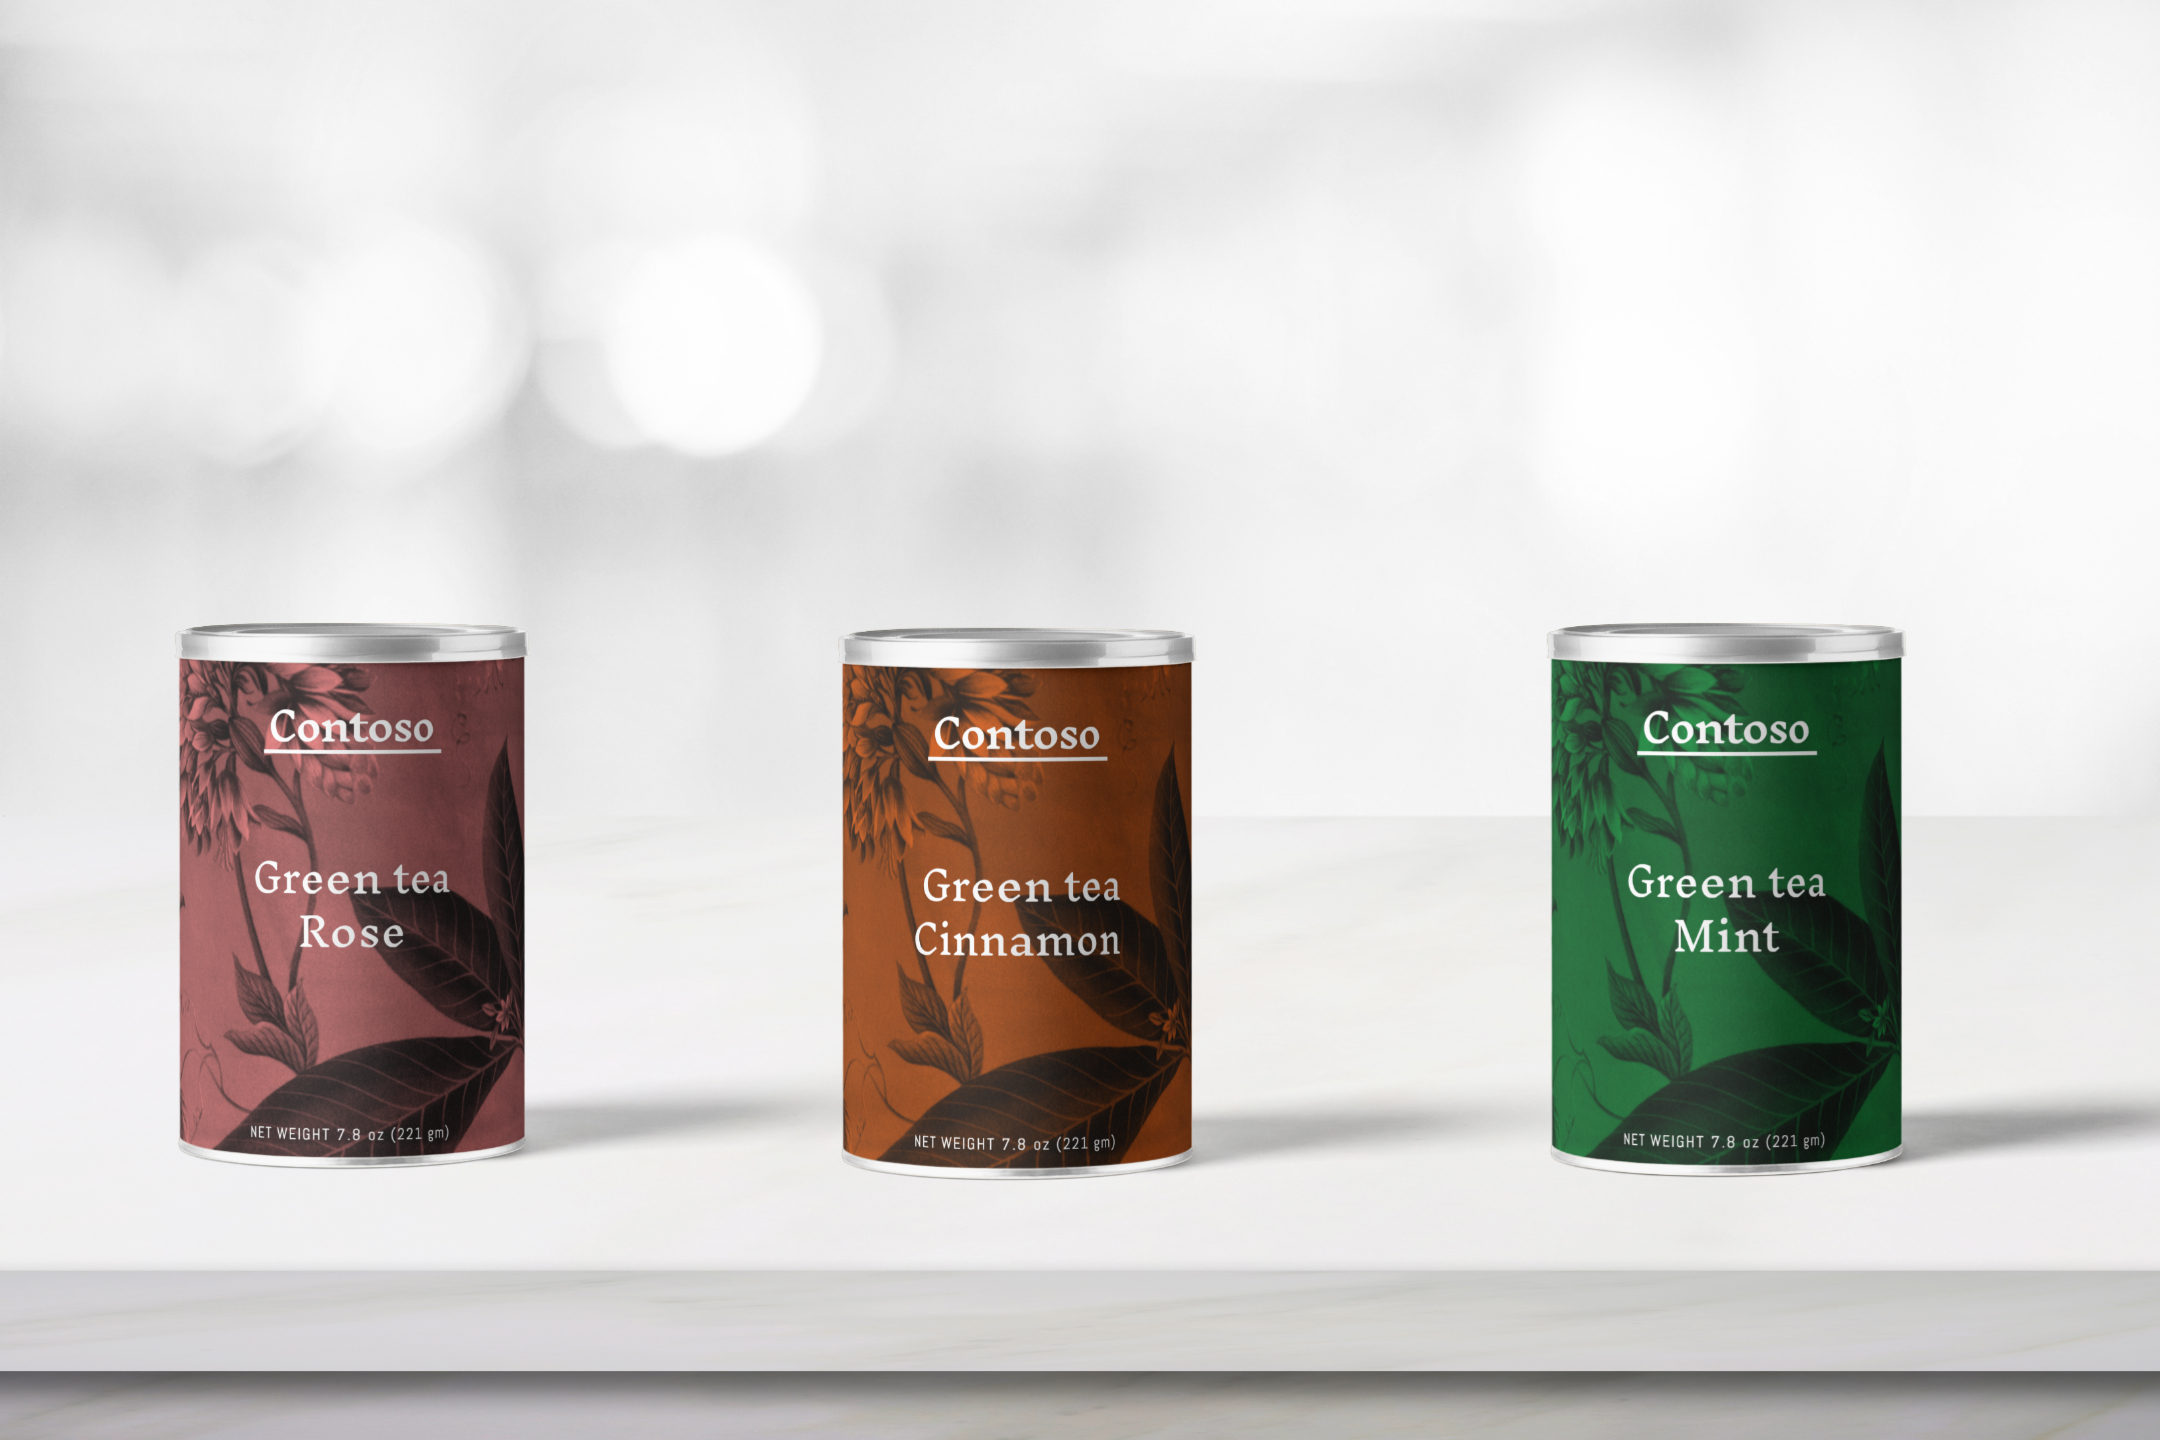 Contoso
Green tea
Rose
NET WEIGHT 7.8 oz (221 gm)
Contoso
Green tea
Cinnamon
NET WEIGHT 7.8 oz (221 gm)
Contoso
Green tea
Mint
NET WEIGHT 7.8 oz (221 gm)